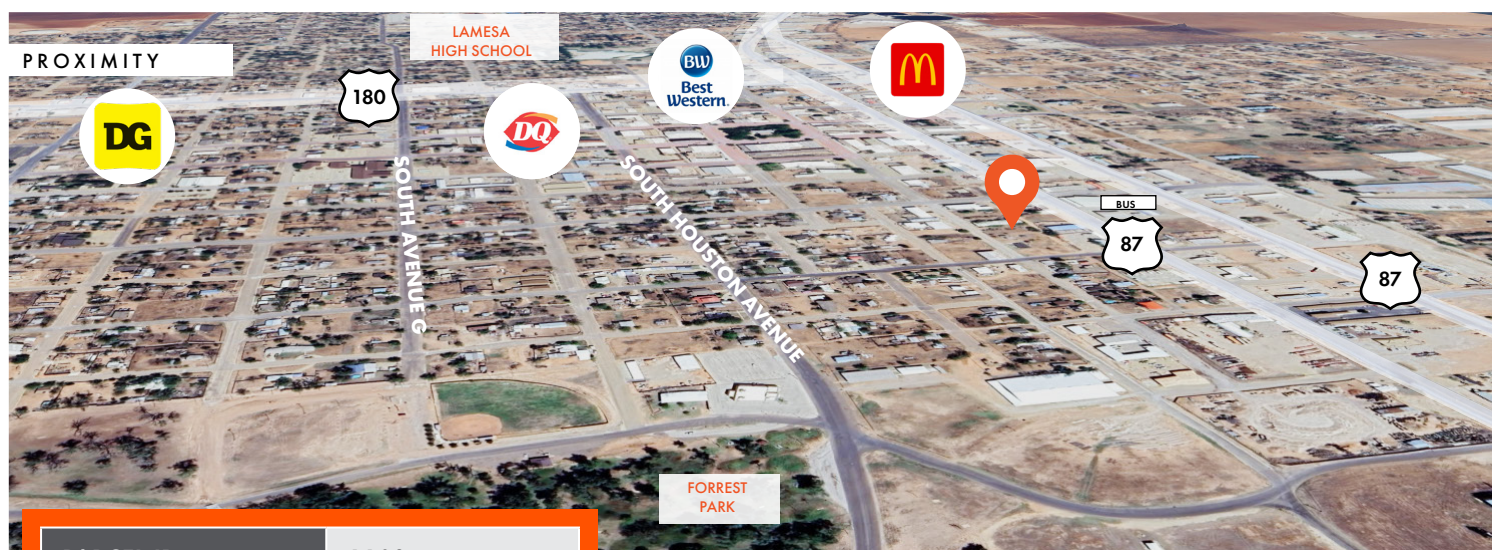 PROXIMITY
LAMESA
HIGH SCHOOL
DG
180
DQ
BW
Best
Western
SOUTH AVENUE G
SOUTH HOUSTON AVENUE
BUS
87
87
FORREST
PARK